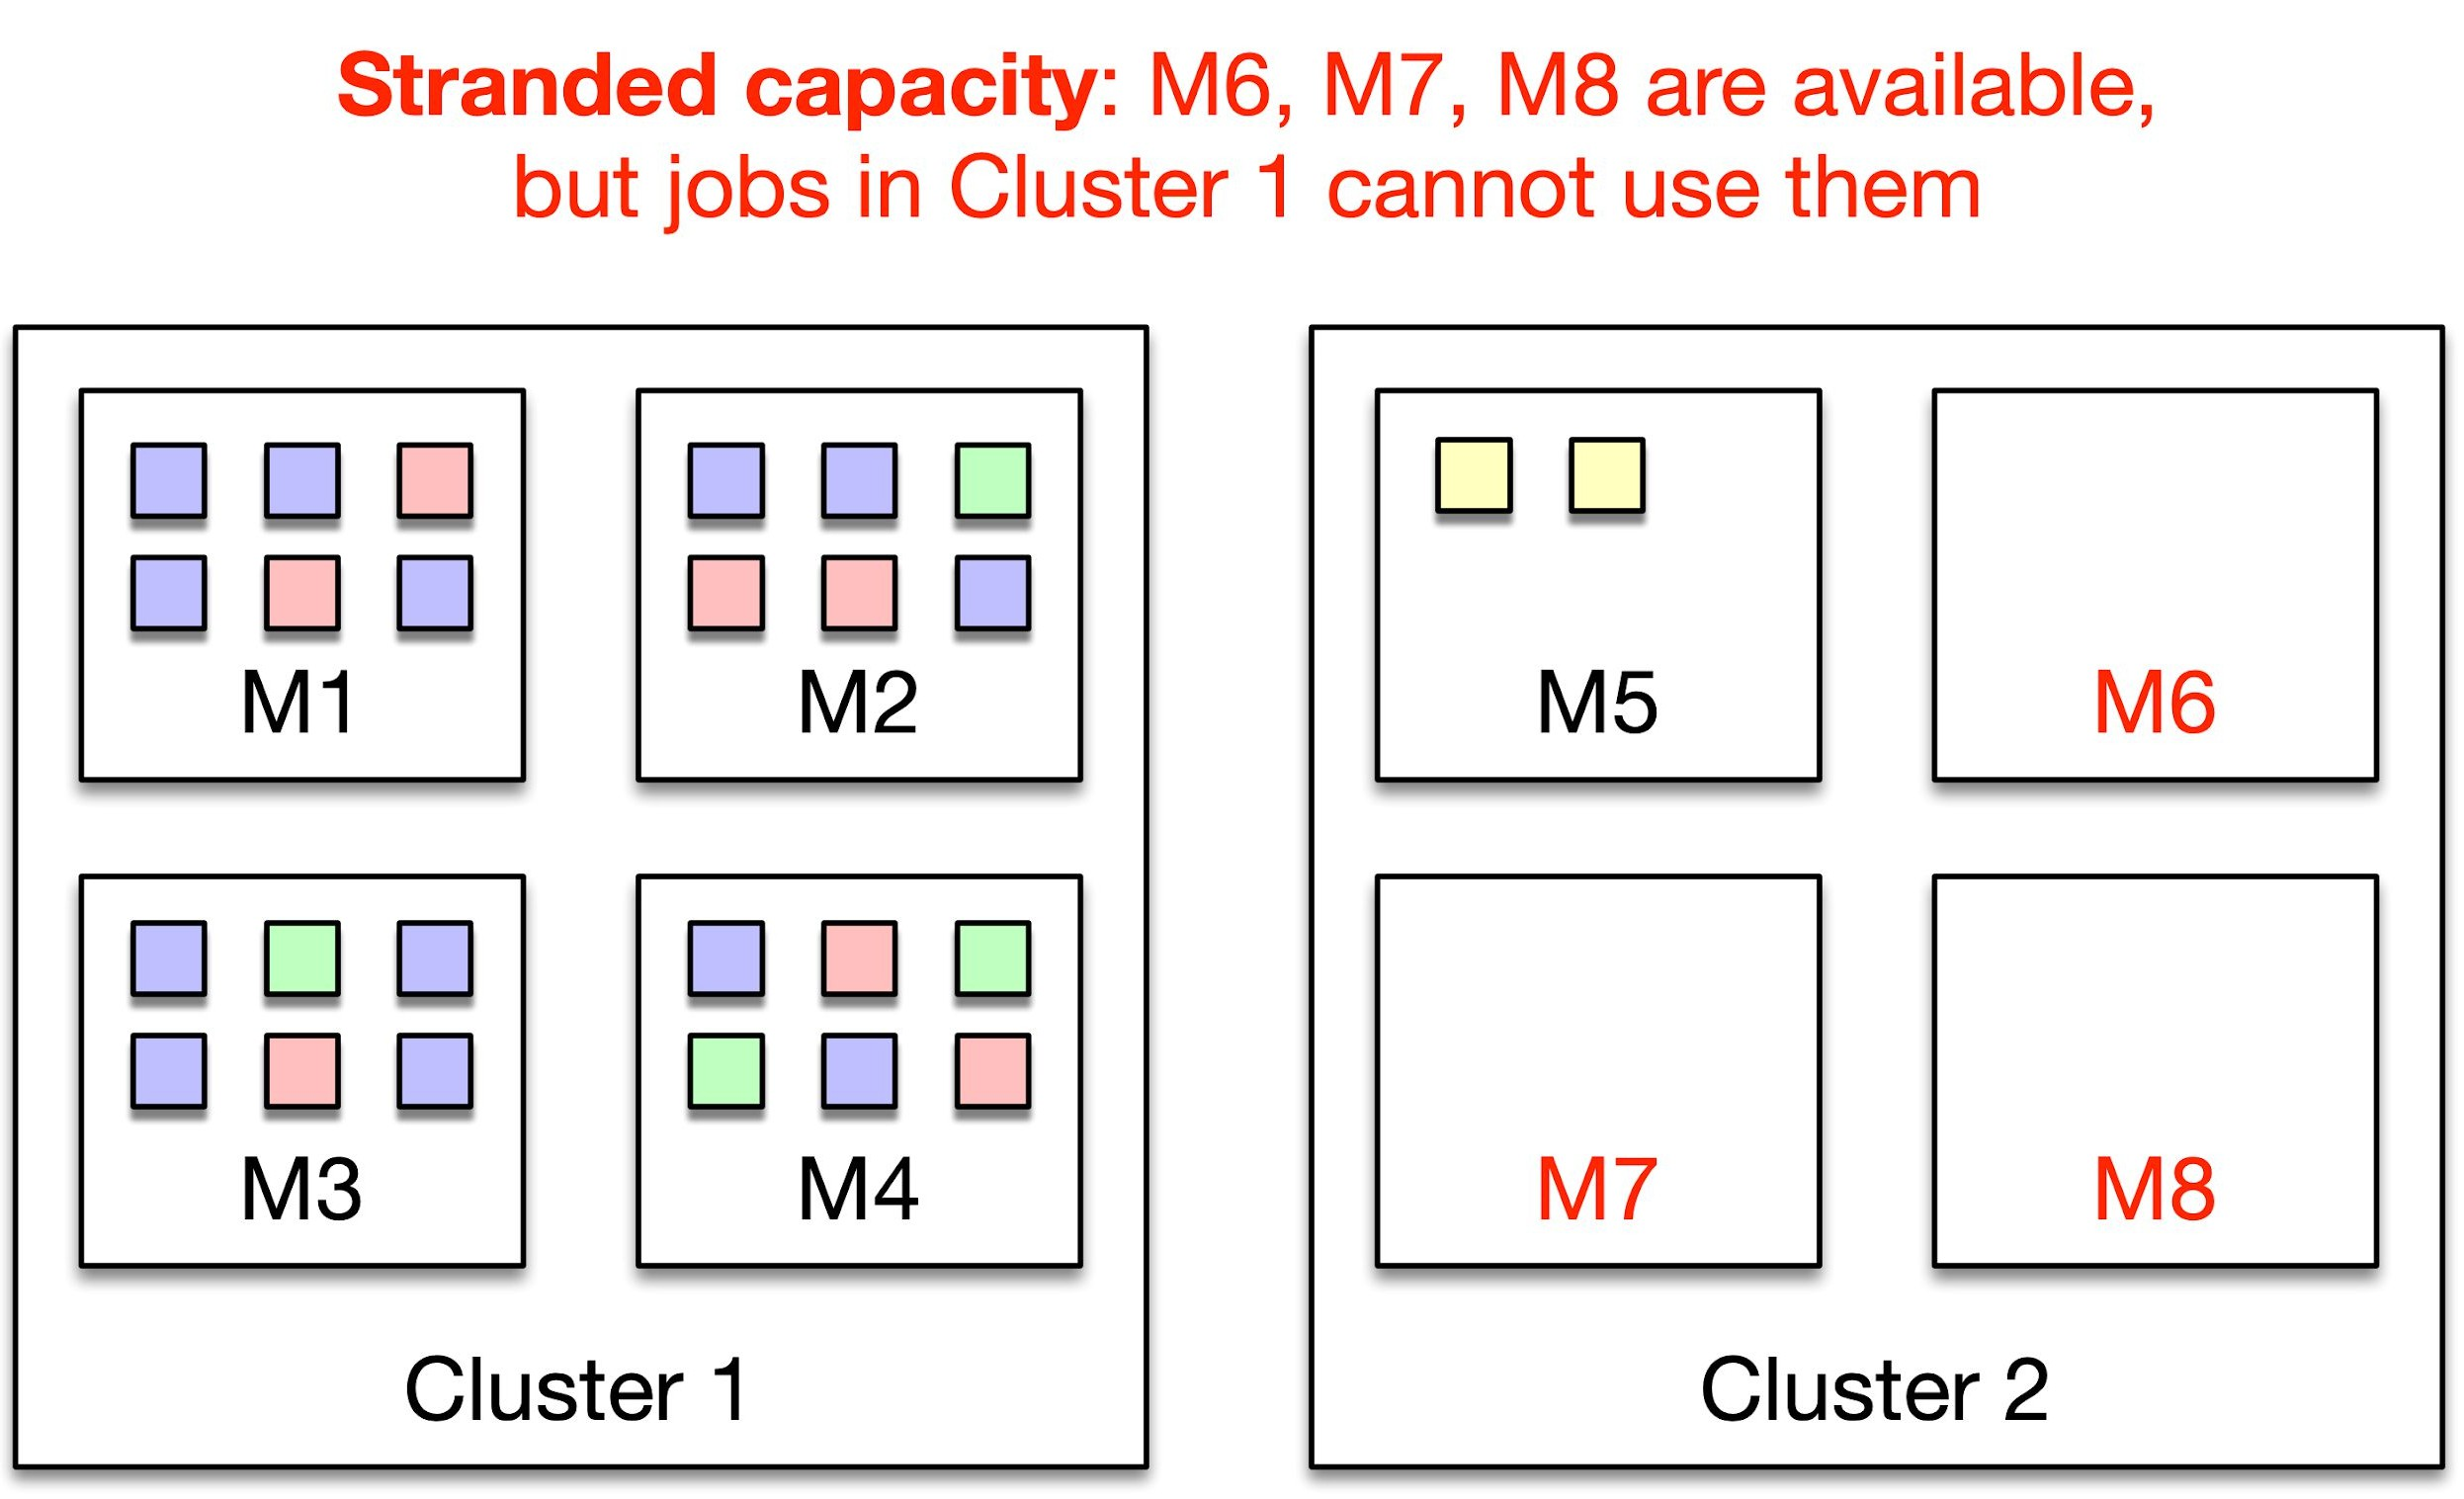 Stranded capacity: M6, M7, M8 are available,
but jobs in Cluster 1 cannot use them
M1
M2
M3
M4
Cluster 1
M5
M6
M7
M8
Cluster 2